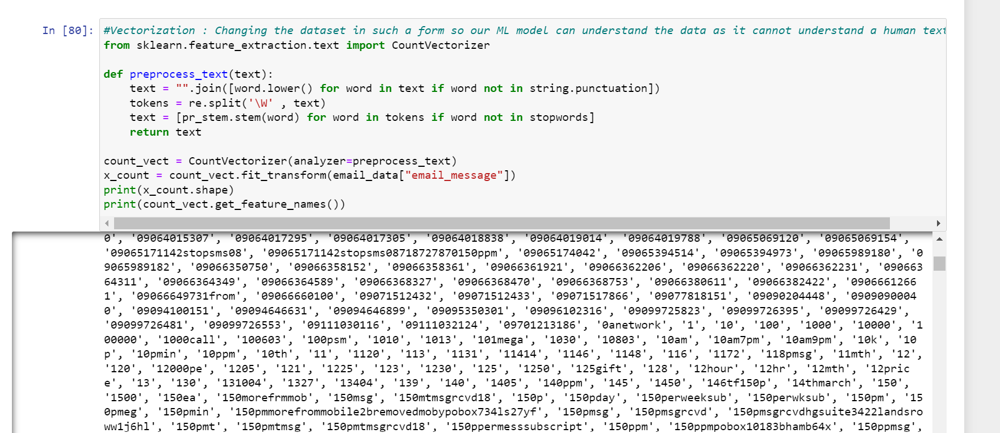 In [80]:
#Vectorization : Changing the dataset in such a form so our ML model can understand the data as it cannot understand a human text
from sklearn.feature_extraction.text import CountVectorizer
def preprocess_text(text):
    text = "".join([word.lower() for word in text if word not in string.punctuation])
    tokens = re.split('\W' , text)
    text = [pr_stem.stem(word) for word in tokens if word not in stopwords]
    return text
count_vect = CountVectorizer(analyzer=preprocess_text)
x_count = count_vect.fit_transform(email_data["email_message"])
print(x_count.shape)
print(count_vect.get_feature_names())
0', '09064015307', '09064017295', '09064017305', '09064018838', '09064019014', '09064019788', '09065069120', '09065069154',
'09065171142stopsms08', '09065171142stopsms08718727870150ppm', '09065174042', '09065394514', '09065394973', '09065989180', '0
9065989182', '09066350750', '09066358152', '09066358361', '09066361921', '09066362206', '09066362220', '09066362231', '090663
64311', '09066364349', '09066364589', '09066368327', '09066368470', '09066368753', '09066380611', '09066382422', '0906661266
1', '09066649731from', '09066660100', '09071512432', '09071512433', '09071517866', '09077818151', '09090204448', '0909090004
0', '09094100151', '09094646631', '09094646899', '09095350301', '09096102316', '09099725823', '09099726395', '09099726429',
'09099726481', '09099726553', '09111030116', '09111032124', '09701213186', '0anetwork', '1', '10', '100', '1000', '10000', '1
00000', '1000call', '100603', '100psm', '1010', '1013', '101mega', '1030', '10803', '10am', '10am7pm', '10am9pm', '10k', '10
p', '10pmin', '10ppm', '10th', '11', '1120', '113', '1131', '11414', '1146', '1148', '116', '1172', '118pmsg', '11mth', '12',
'120', '12000pe', '1205', '121', '1225', '123', '1230', '125', '1250', '125gift', '128', '12hour', '12hr', '12mth', '12pric
e', '13', '130', '131004', '1327', '13404', '139', '140', '1405', '140ppm', '145', '1450', '146tf150p', '14thmarch', '150',
'1500', '150ea', '150morefrmmob', '150msg', '150mtmsgrcvd18', '150p', '150pday', '150perweeksub', '150perwksub', '150pm', '15
0pmeg', '150pmin', '150pmmorefrommobile2bremovedmobypobox734ls27yf', '150pmsg', '150pmsgrcvd', '150pmsgrcvdhgsuite3422landsro
ww1j6hl', '150pmt', '150pmtmsg', '150pmtmsgrcvd18', '150ppermesssubscript', '150ppm', '150ppmpobox10183bhamb64x', '150ppmsg',